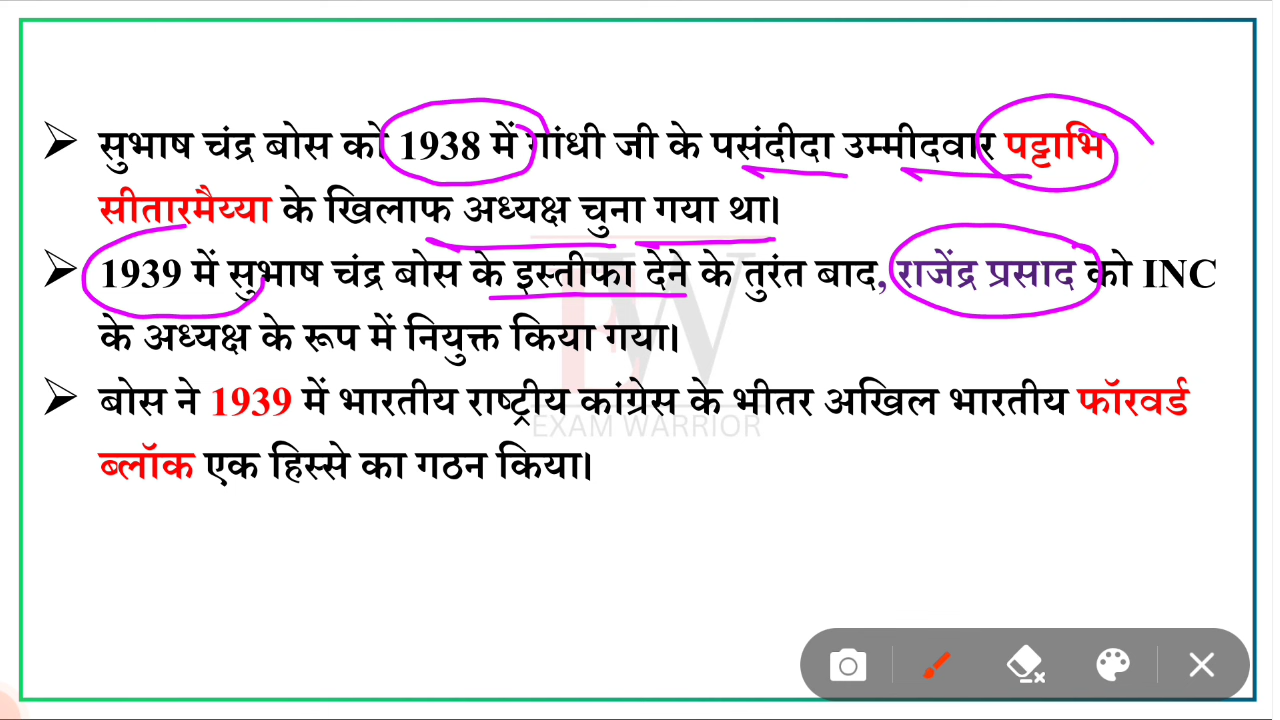 सुभाष चंद्र बोस को 1938 में गांधी जी के पसंदीदा उम्मीदवार पट्टाभि
सीतारमैय्या के खिलाफ अध्यक्ष चुना गया था।
1939 में सुभाष चंद्र बोस के इस्तीफा देने के तुरंत बाद, राजेंद्र प्रसाद को INC
के अध्यक्ष के रूप में नियुक्त किया गया।
बोस ने 1939 में भारतीय राष्ट्रीय कांग्रेस के भीतर अखिल भारतीय फॉरवर्ड
EXAM WARRIOR
ब्लॉक एक हिस्से का गठन किया।